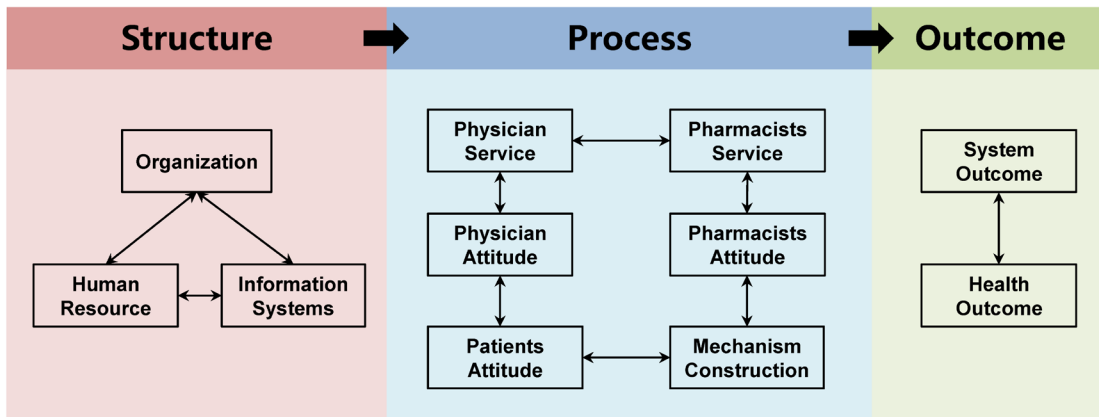 Structure
Process
Outcome
Organization
Human
Resource
Information
Systems
Physician
Service
Pharmacists
Service
Physician
Attitude
Pharmacists
Attitude
Patients
Attitude
Mechanism
Construction
System
Outcome
Health
Outcome